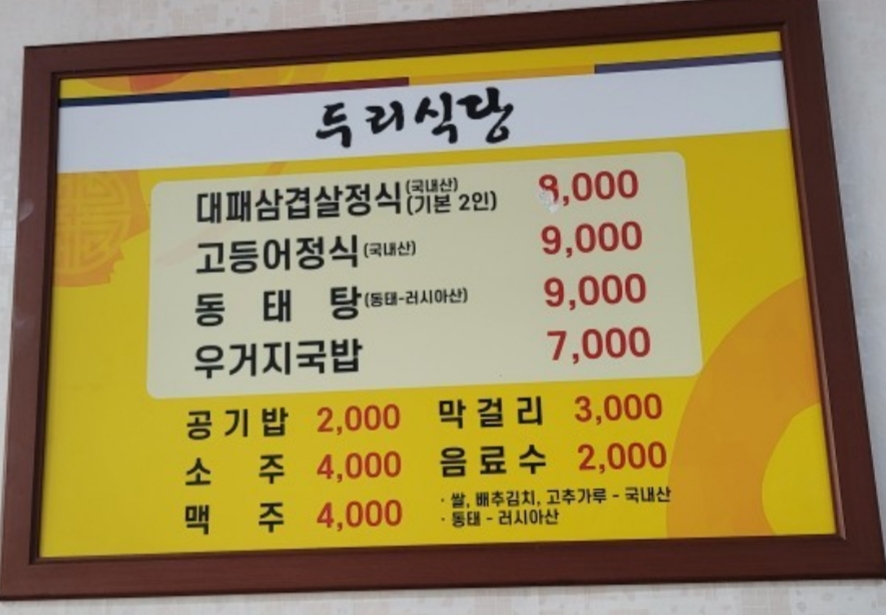 두리식당
대패삼겹살정식(국내산)(기본 2인) 8,000
고등어정식(국내산) 9,000
동태탕(동태-러시아산) 9,000
우거지국밥 7,000
공기밥 2,000 막걸리 3,000
소주 4,000 음료수 2,000
맥주 4,000
· 쌀, 배추김치, 고추가루 - 국내산
· 동태 - 러시아산